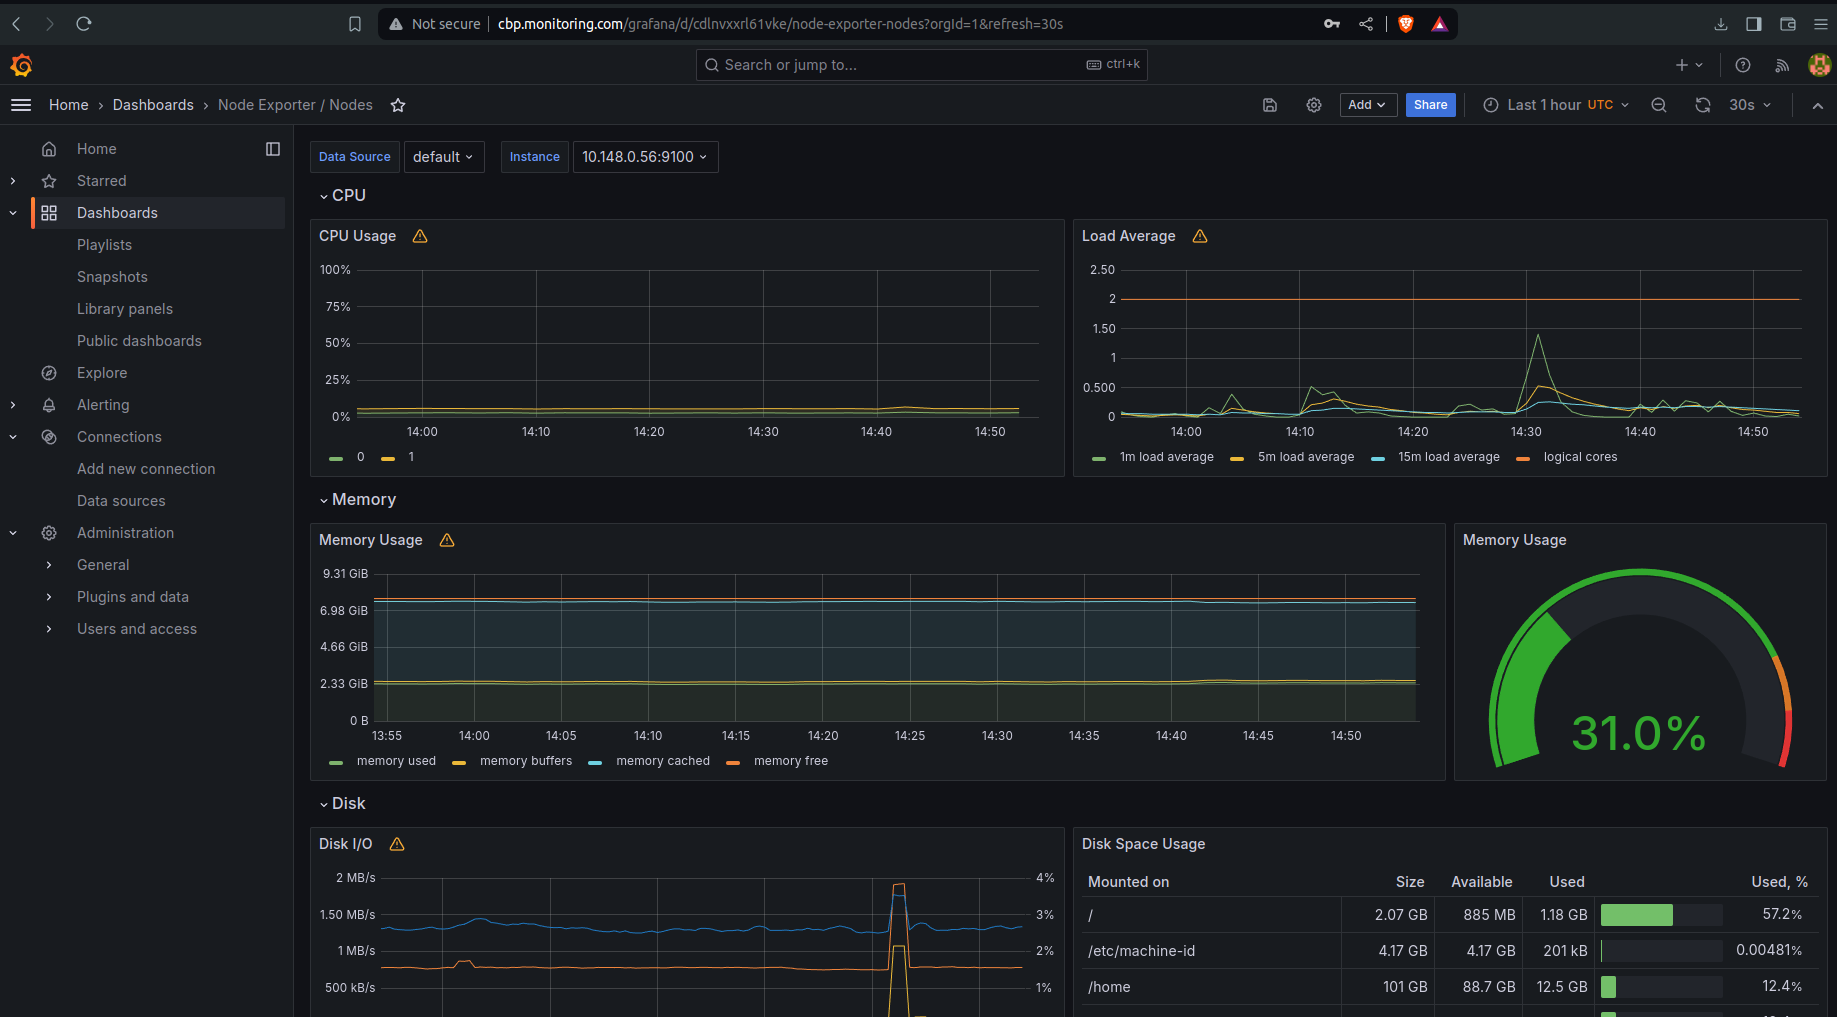 Not secure cbp.monitoring.com/grafana/d/cdlnvxxrl61vke/node-exporter-nodes?orgId=1&refresh=30s
Search or jump to... ctrl+k
Home › Dashboards › Node Exporter / Nodes
Add
Share
Last 1 hour UTC
30s
Home
Starred
Dashboards
Playlists
Snapshots
Library panels
Public dashboards
Explore
Alerting
Connections
Add new connection
Data sources
Administration
General
Plugins and data
Users and access
Data Source default Instance 10.148.0.56:9100
CPU
CPU Usage
100%
75%
50%
25%
0%
14:00 14:10 14:20 14:30 14:40 14:50
0 1
Load Average
2.50
2
1.50
1
0.500
0
14:00 14:10 14:20 14:30 14:40 14:50
1m load average 5m load average 15m load average logical cores
Memory
Memory Usage
9.31 GiB
6.98 GiB
4.66 GiB
2.33 GiB
0 B
13:55 14:00 14:05 14:10 14:15 14:20 14:25 14:30 14:35 14:40 14:45 14:50
memory used memory buffers memory cached memory free
Memory Usage
31.0%
Disk
Disk I/O
2 MB/s 4%
1.50 MB/s 3%
1 MB/s 2%
500 kB/s 1%
Disk Space Usage
Mounted on Size Available Used Used, %
/ 2.07 GB 885 MB 1.18 GB 57.2%
/etc/machine-id 4.17 GB 4.17 GB 201 kB 0.00481%
/home 101 GB 88.7 GB 12.5 GB 12.4%